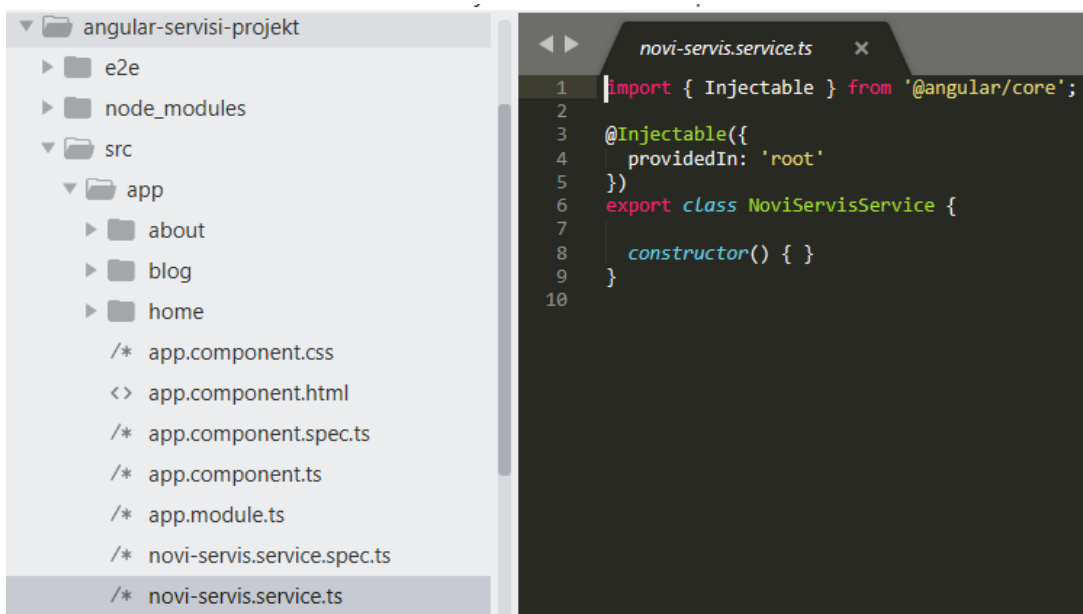 angular-servisi-projekt
e2e
node_modules
src
app
about
blog
home
/* app.component.css
<> app.component.html
/* app.component.spec.ts
/* app.component.ts
/* app.module.ts
/* novi-servis.service.spec.ts
/* novi-servis.service.ts
novi-servis.service.ts ×
1 import { Injectable } from '@angular/core';
2
3 @Injectable({
4   providedIn: 'root'
5 })
6 export class NoviServisService {
7
8   constructor() { }
9 }
10